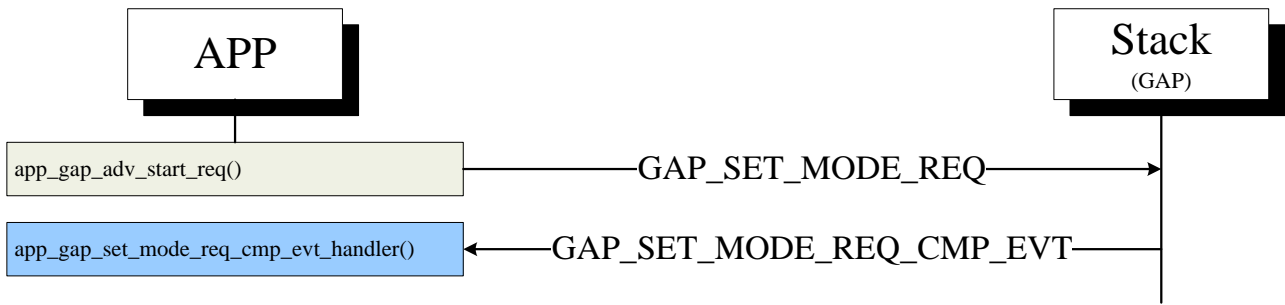 APP
Stack
(GAP)
app_gap_adv_start_req()
GAP_SET_MODE_REQ
app_gap_set_mode_req_cmp_evt_handler()
GAP_SET_MODE_REQ_CMP_EVT